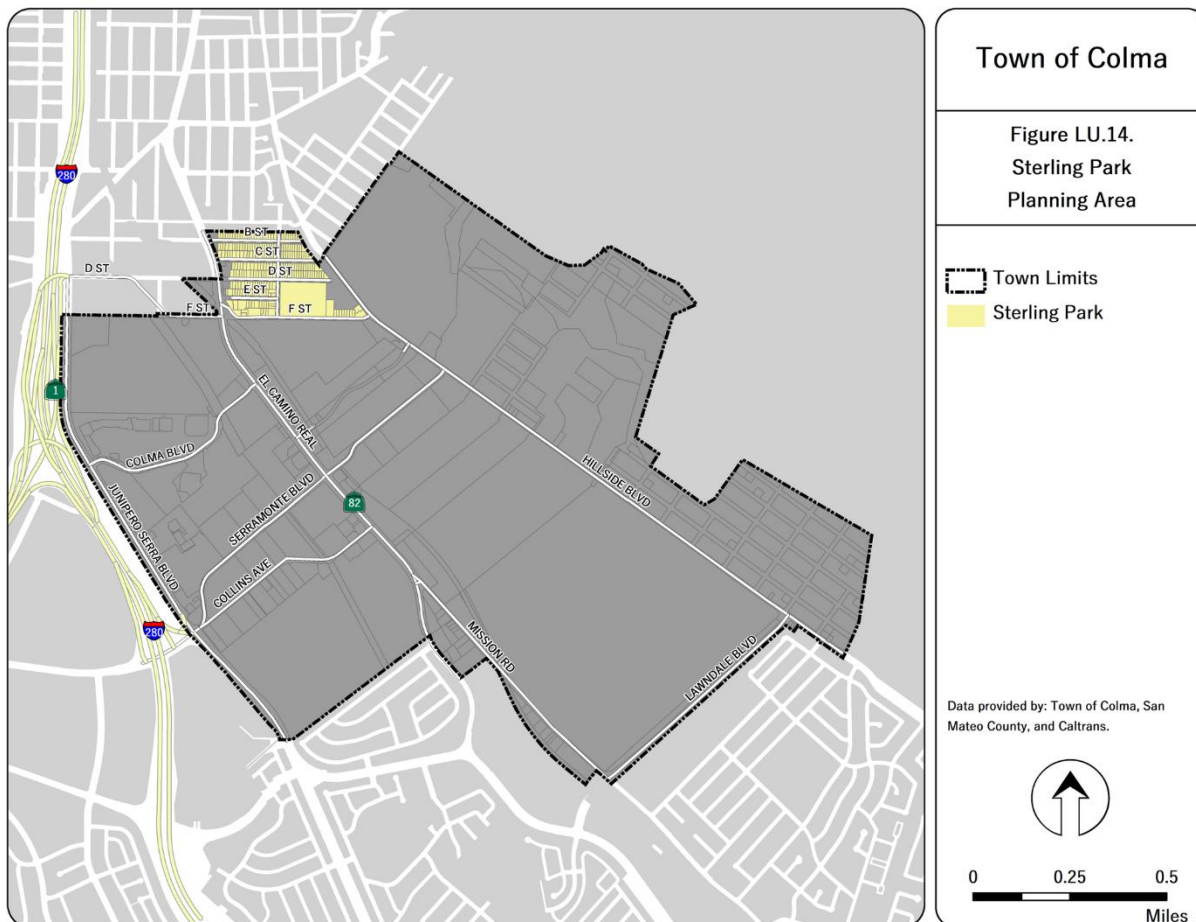 Town of Colma
Figure LU.14.
Sterling Park
Planning Area
Town Limits
Sterling Park
Data provided by: Town of Colma, San
Mateo County, and Caltrans.
0 0.25 0.5
Miles
280
B ST
C ST
D ST
D ST
E ST
F ST
F ST
1
EL CAMINO REAL
COLMA BLVD
HILLSIDE BLVD
SERRAMONTE BLVD
82
JUNIPERO SERRA BLVD
COLLINS AVE
280
MISSION RD
LAWNDALE BLVD